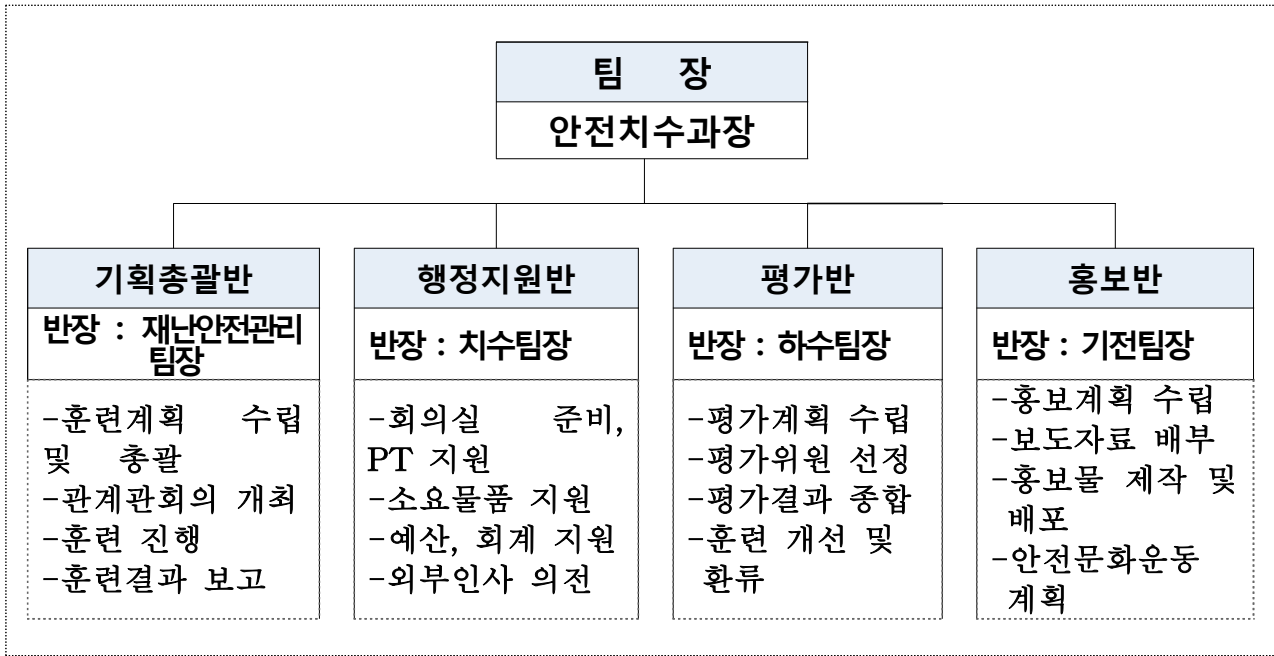 팀 장
안전치수과장
기획총괄반
반장 : 재난안전관리
팀장
-훈련계획 수립
및 총괄
-관계관회의 개최
-훈련 진행
-훈련결과 보고
행정지원반
반장 : 치수팀장
-회의실 준비,
PT 지원
-소요물품 지원
-예산, 회계 지원
-외부인사 의전
평가반
반장 : 하수팀장
-평가계획 수립
-평가위원 선정
-평가결과 종합
-훈련 개선 및
환류
홍보반
반장 : 기전팀장
-홍보계획 수립
-보도자료 배부
-홍보물 제작 및
배포
-안전문화운동
계획